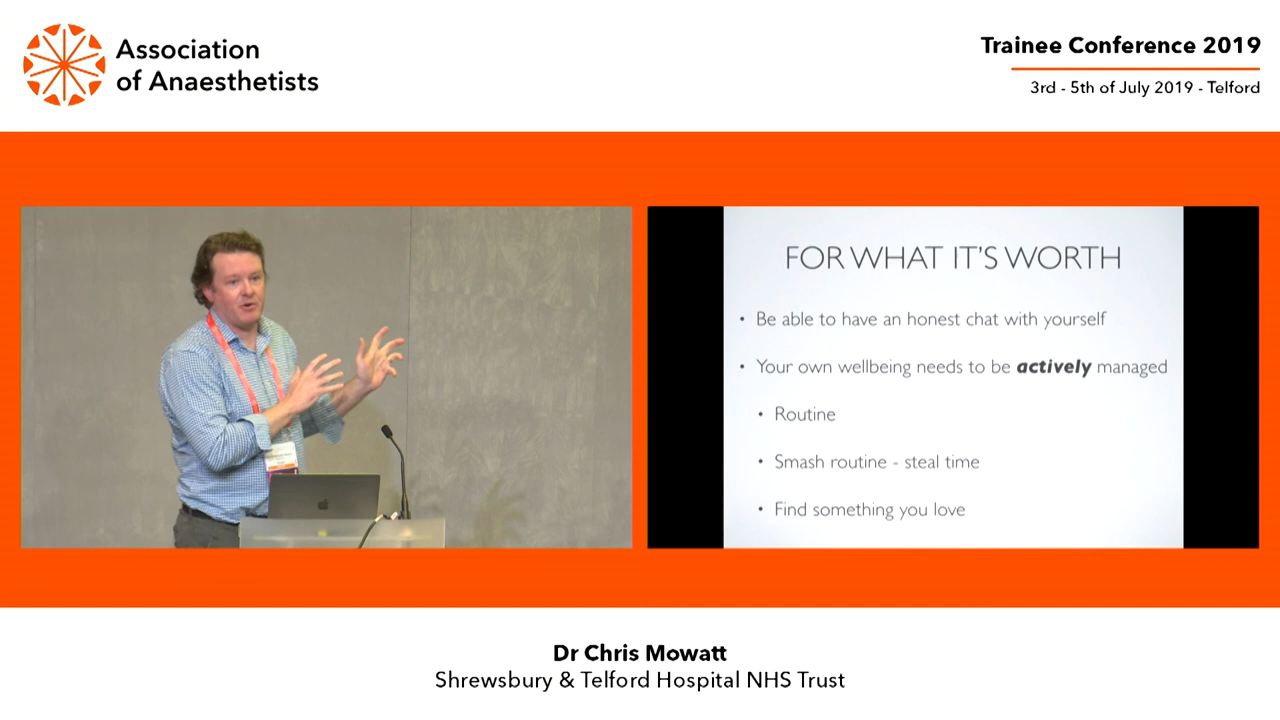 Association
of Anaesthetists
Trainee Conference 2019
3rd - 5th of July 2019 - Telford
FOR WHAT IT'S WORTH
• Be able to have an honest chat with yourself
• Your own wellbeing needs to be actively managed
• Routine
• Smash routine - steal time
• Find something you love
Dr Chris Mowatt
Shrewsbury & Telford Hospital NHS Trust